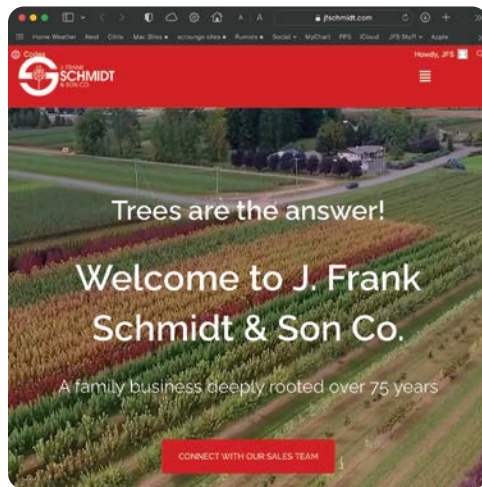 jfschmidt.com
Home Weather Nest Citrix Mac Sites scrounge sites Rumors Social MyChart PPS iCloud JFS Stuff Apple
Codes
Howdy, JFS
J. FRANK
SCHMIDT
& SON CO.
Trees are the answer!
Welcome to J. Frank
Schmidt & Son Co.
A family business deeply rooted over 75 years
CONNECT WITH OUR SALES TEAM